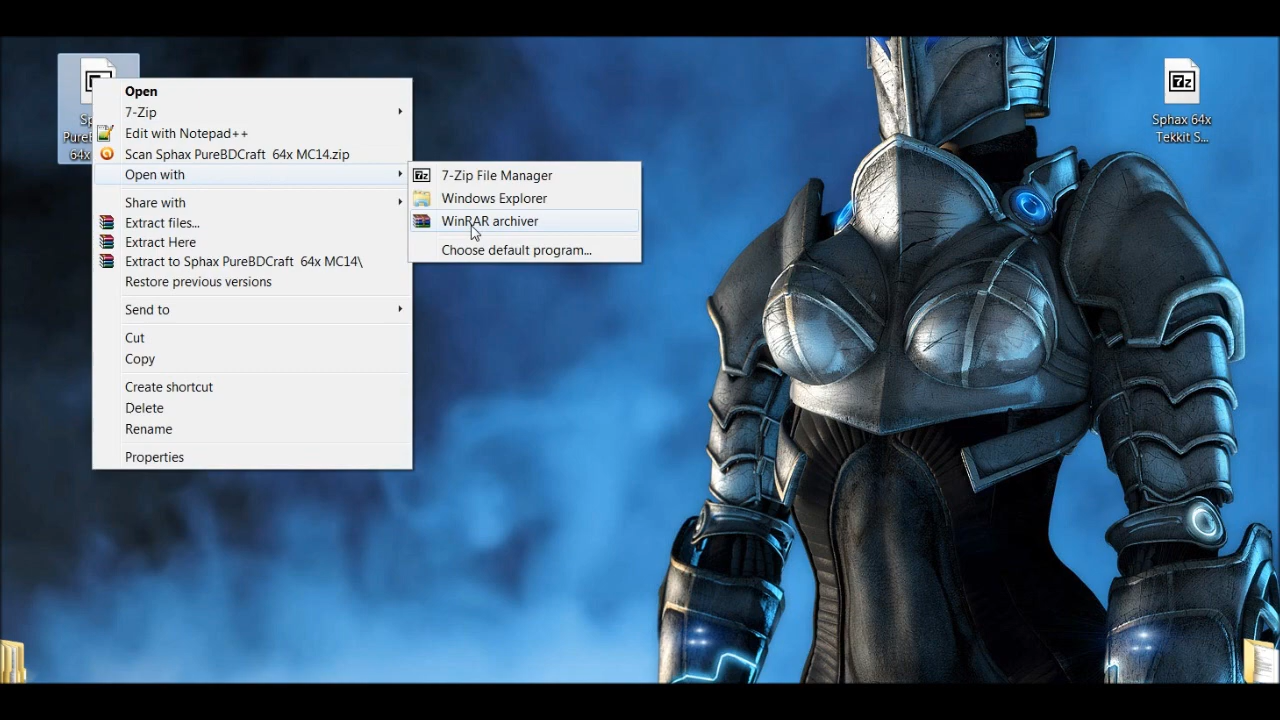 Open
7-Zip
Edit with Notepad++
Scan Sphax PureBDCraft  64x MC14.zip
Open with
Share with
Extract files...
Extract Here
Extract to Sphax PureBDCraft  64x MC14\
Restore previous versions
Send to
Cut
Copy
Create shortcut
Delete
Rename
Properties
7-Zip File Manager
Windows Explorer
WinRAR archiver
Choose default program...
7z
Sphax 64x
Tekkit S...